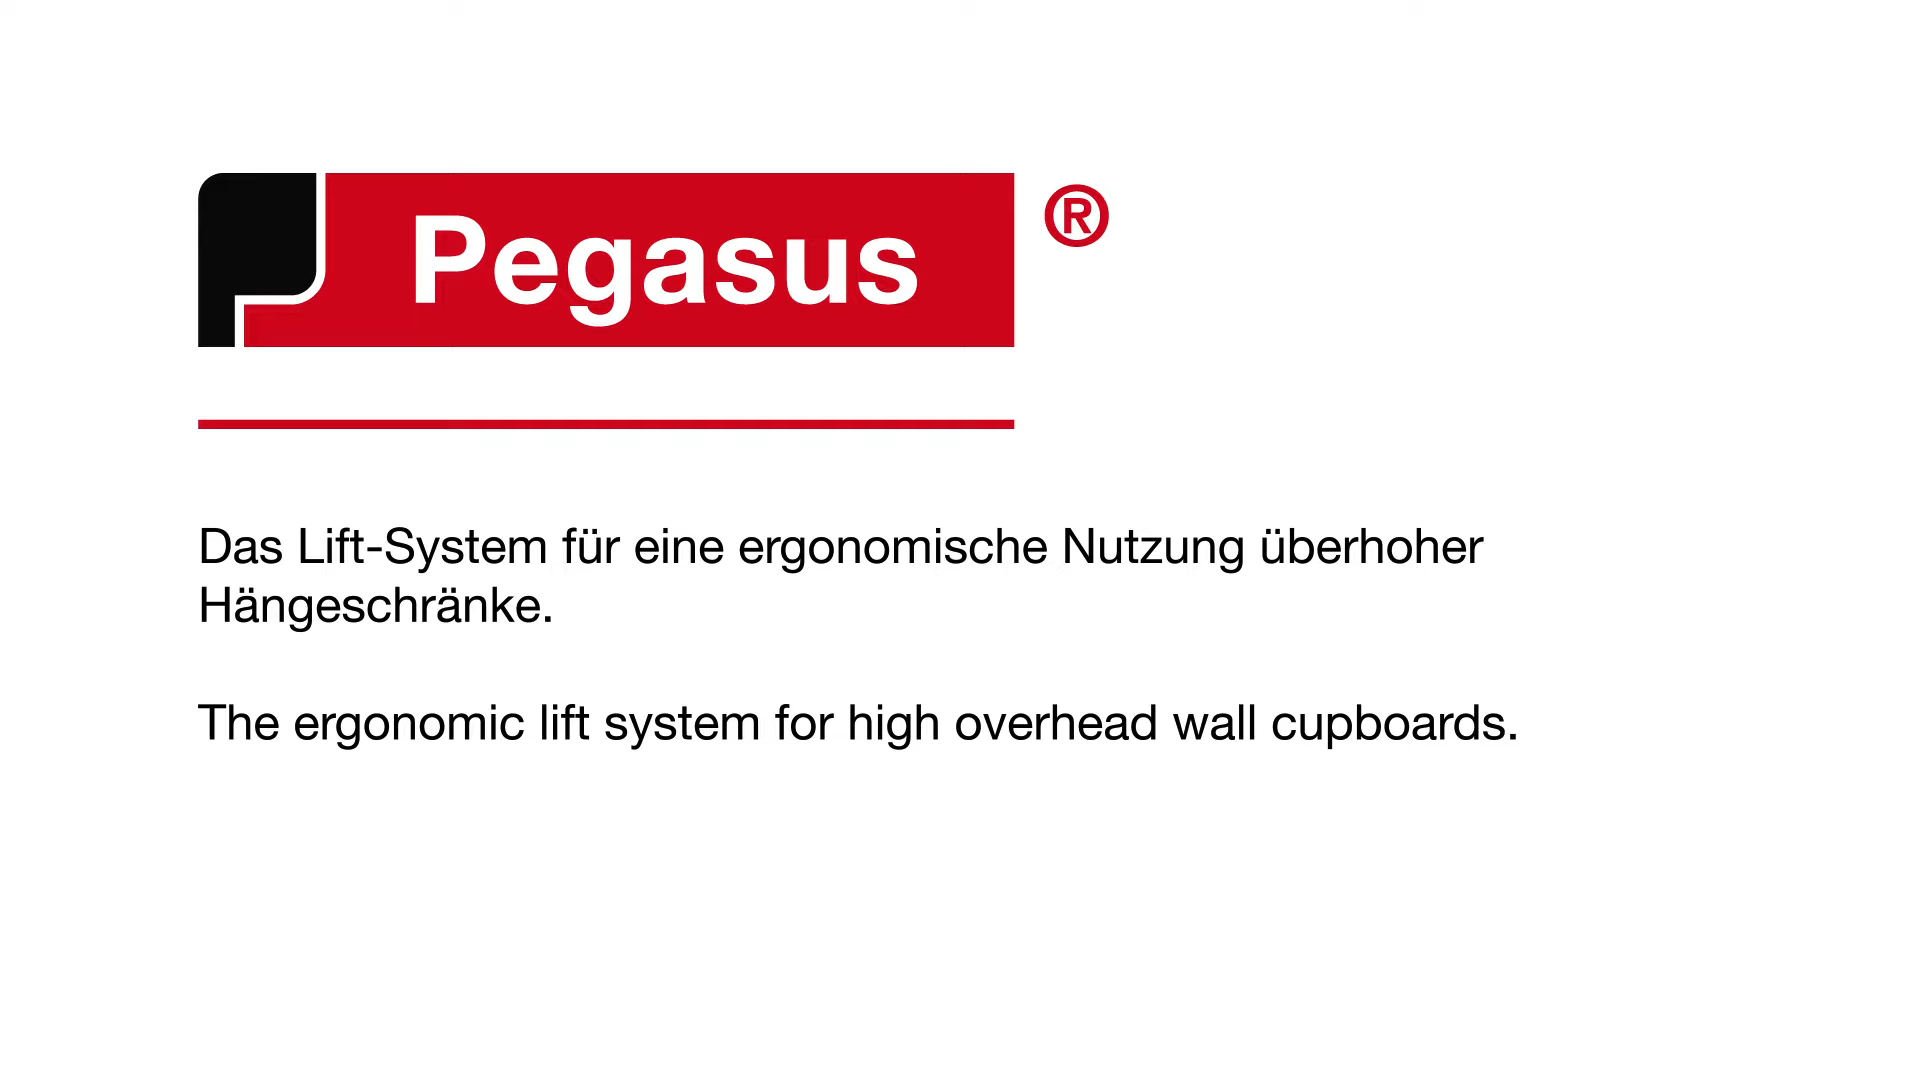 Pegasus ®
Das Lift-System für eine ergonomische Nutzung überhoher
Hängeschränke.
The ergonomic lift system for high overhead wall cupboards.